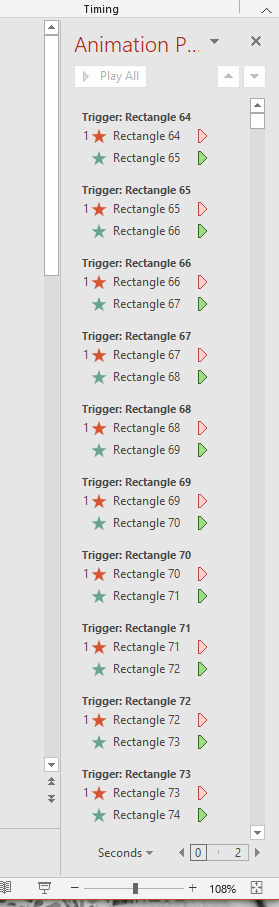 Timing
Animation P...
Play All
Trigger: Rectangle 64
1 Rectangle 64
Rectangle 65
Trigger: Rectangle 65
1 Rectangle 65
Rectangle 66
Trigger: Rectangle 66
1 Rectangle 66
Rectangle 67
Trigger: Rectangle 67
1 Rectangle 67
Rectangle 68
Trigger: Rectangle 68
1 Rectangle 68
Rectangle 69
Trigger: Rectangle 69
1 Rectangle 69
Rectangle 70
Trigger: Rectangle 70
1 Rectangle 70
Rectangle 71
Trigger: Rectangle 71
1 Rectangle 71
Rectangle 72
Trigger: Rectangle 72
1 Rectangle 72
Rectangle 73
Trigger: Rectangle 73
1 Rectangle 73
Rectangle 74
Seconds 0 2
108%